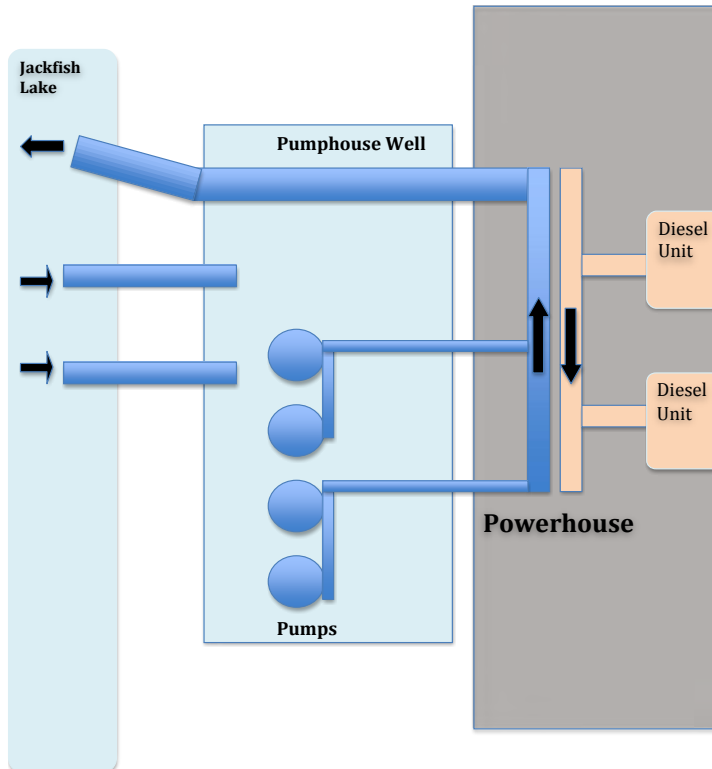 Jackfish
Lake
Pumphouse Well
Diesel
Unit
Diesel
Unit
Powerhouse
Pumps